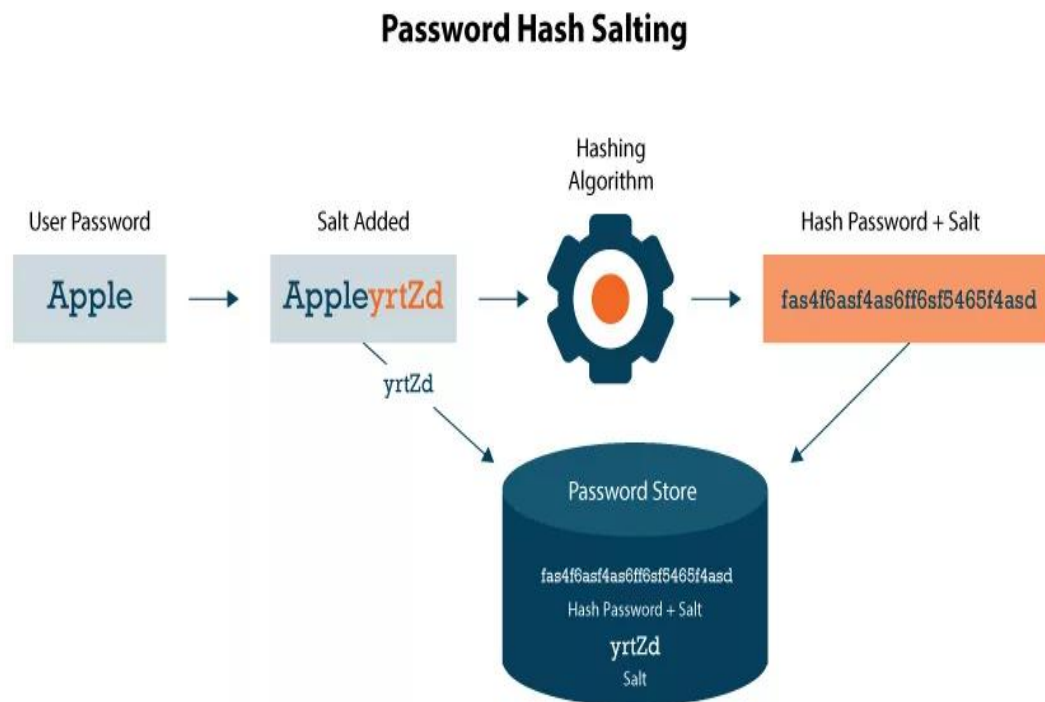 Password Hash Salting
Hashing
Algorithm
User Password
Salt Added
Hash Password + Salt
Apple
AppleyrtZd
fas4f6asf4as6ff6sf5465f4asd
yrtZd
Password Store
fas4f6asf4as6ff6sf5465f4asd
Hash Password + Salt
yrtZd
Salt